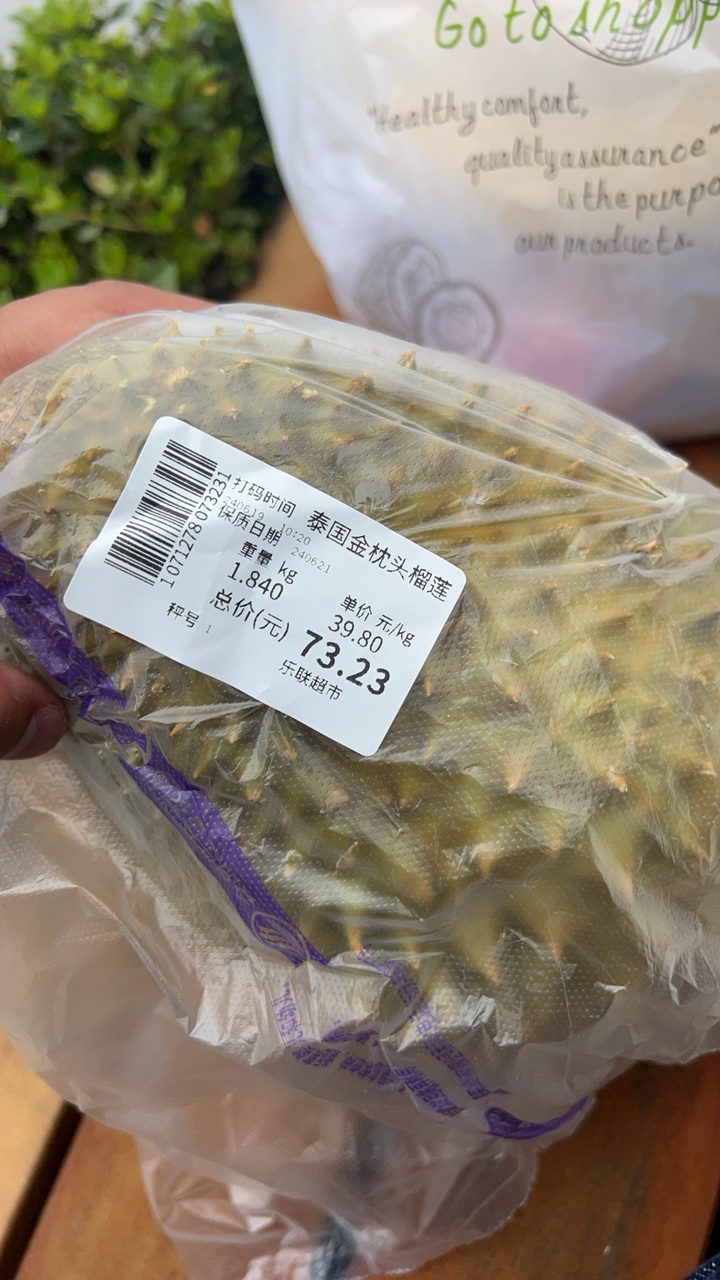 Go to shopp
"Healthy comfort,
quality assurance"
is the purpo
our products.
泰国金枕头榴莲
打码时间
240619 10:20
保质日期 240621
重量 kg
1.840
单价 元/kg
39.80
总价(元)
73.23
秤号 1
乐联超市
1071278073231